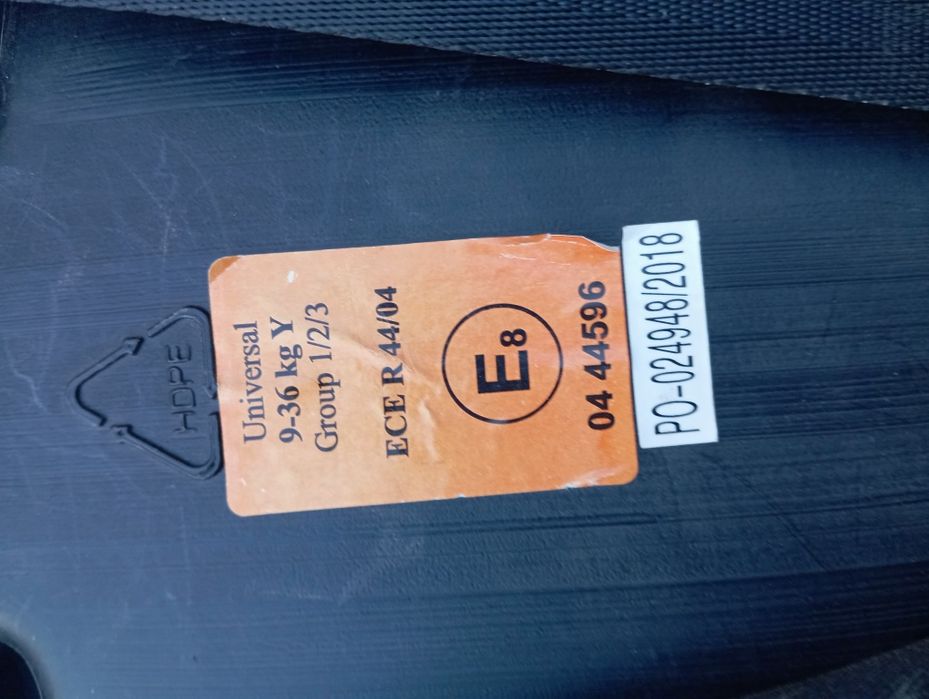 HDPE
Universal
9-36 kg Y
Group 1/2/3
ECE R 44/04
E8
04 44596
PO-024948/2018